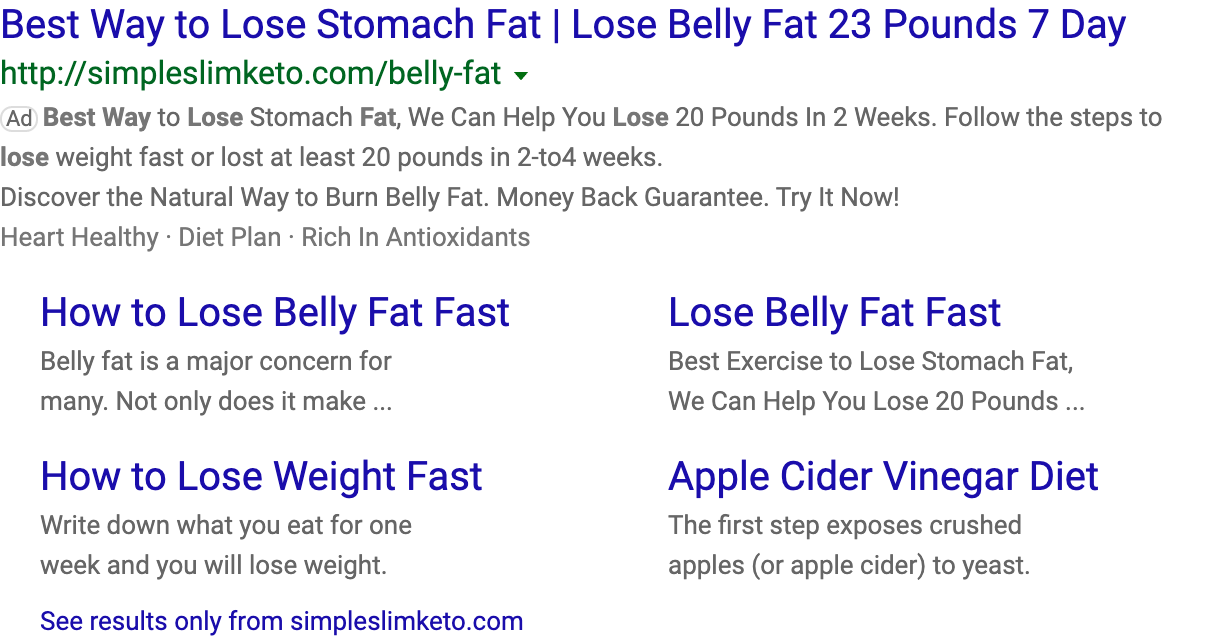 Best Way to Lose Stomach Fat | Lose Belly Fat 23 Pounds 7 Day
http://simpleslimketo.com/belly-fat
Ad Best Way to Lose Stomach Fat, We Can Help You Lose 20 Pounds In 2 Weeks. Follow the steps to
lose weight fast or lost at least 20 pounds in 2-to4 weeks.
Discover the Natural Way to Burn Belly Fat. Money Back Guarantee. Try It Now!
Heart Healthy · Diet Plan · Rich In Antioxidants
How to Lose Belly Fat Fast
Belly fat is a major concern for
many. Not only does it make ...
Lose Belly Fat Fast
Best Exercise to Lose Stomach Fat,
We Can Help You Lose 20 Pounds ...
How to Lose Weight Fast
Write down what you eat for one
week and you will lose weight.
Apple Cider Vinegar Diet
The first step exposes crushed
apples (or apple cider) to yeast.
See results only from simpleslimketo.com